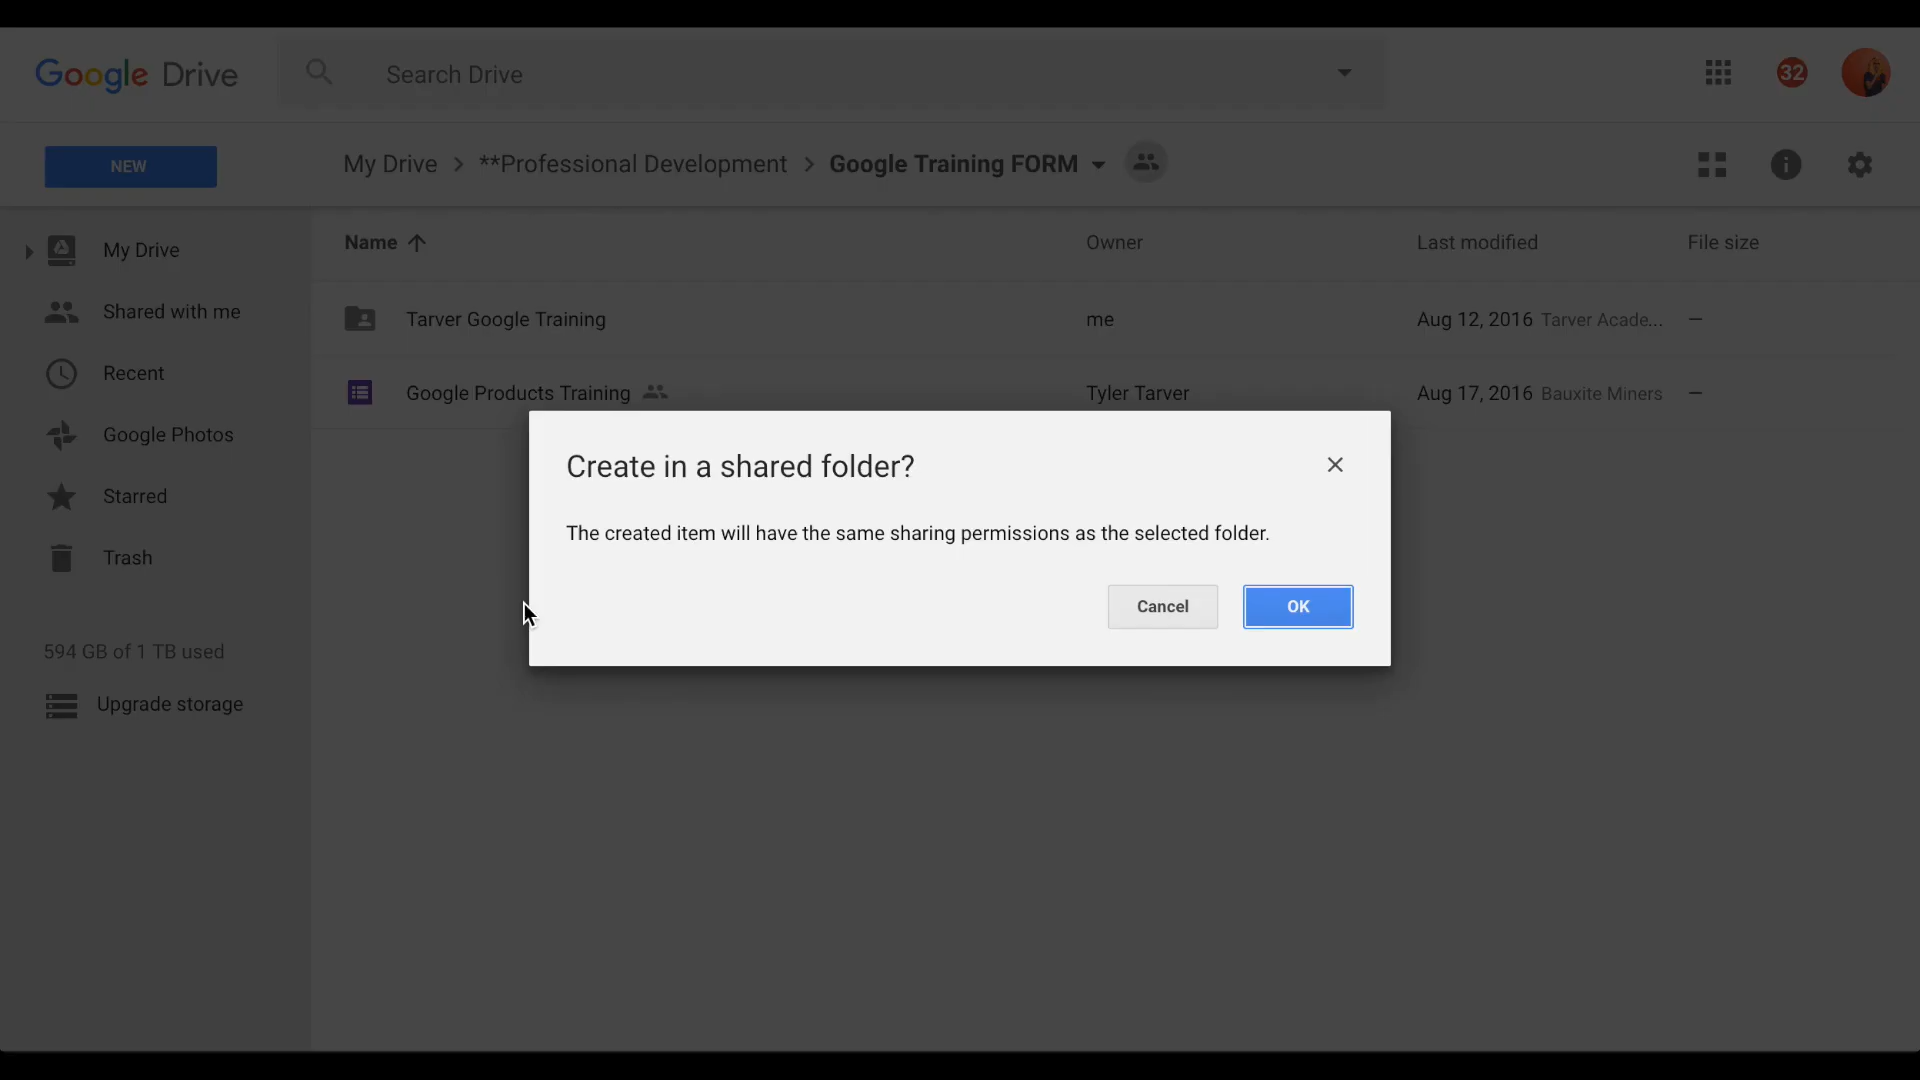 Google Drive
Search Drive
32
NEW
My Drive > **Professional Development > Google Training FORM
Name
Owner
Last modified
File size
My Drive
Shared with me
Recent
Google Photos
Starred
Trash
594 GB of 1 TB used
Upgrade storage
Tarver Google Training
me
Aug 12, 2016 Tarver Acade... –
Google Products Training
Tyler Tarver
Aug 17, 2016 Bauxite Miners –
Create in a shared folder?
The created item will have the same sharing permissions as the selected folder.
Cancel
OK